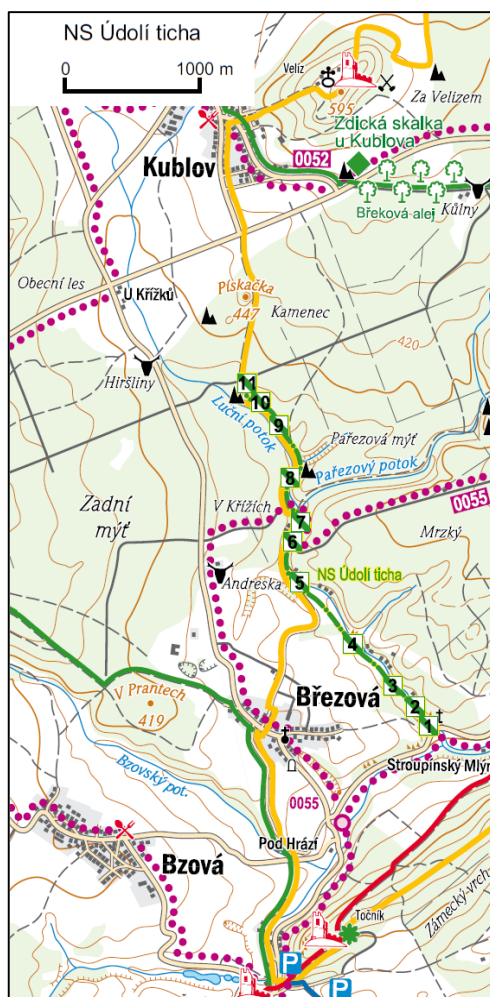 NS Údolí ticha
0 1000 m
Velíz
595
Za Velizem
Zdická skalka
u Kublova
Kublov
0052
Břeková alej
Kůlny
Obecní les
U Křížků
Pískačka
447
Kamenec
420
Hiršliny
11
10
Luční potok
9
Pařezová mýť
8
Pařezový potok
Zadní
mýť
V Křížích
7
0055
6
Mrzký
Andreska
5
NS Údolí ticha
4
3
Březová
2
1
V Prantech
419
Stroupinský Mlýn
Bzovský pot.
0055
Pod Hrází
Bzová
Točník
Zámecký vrch
P
P